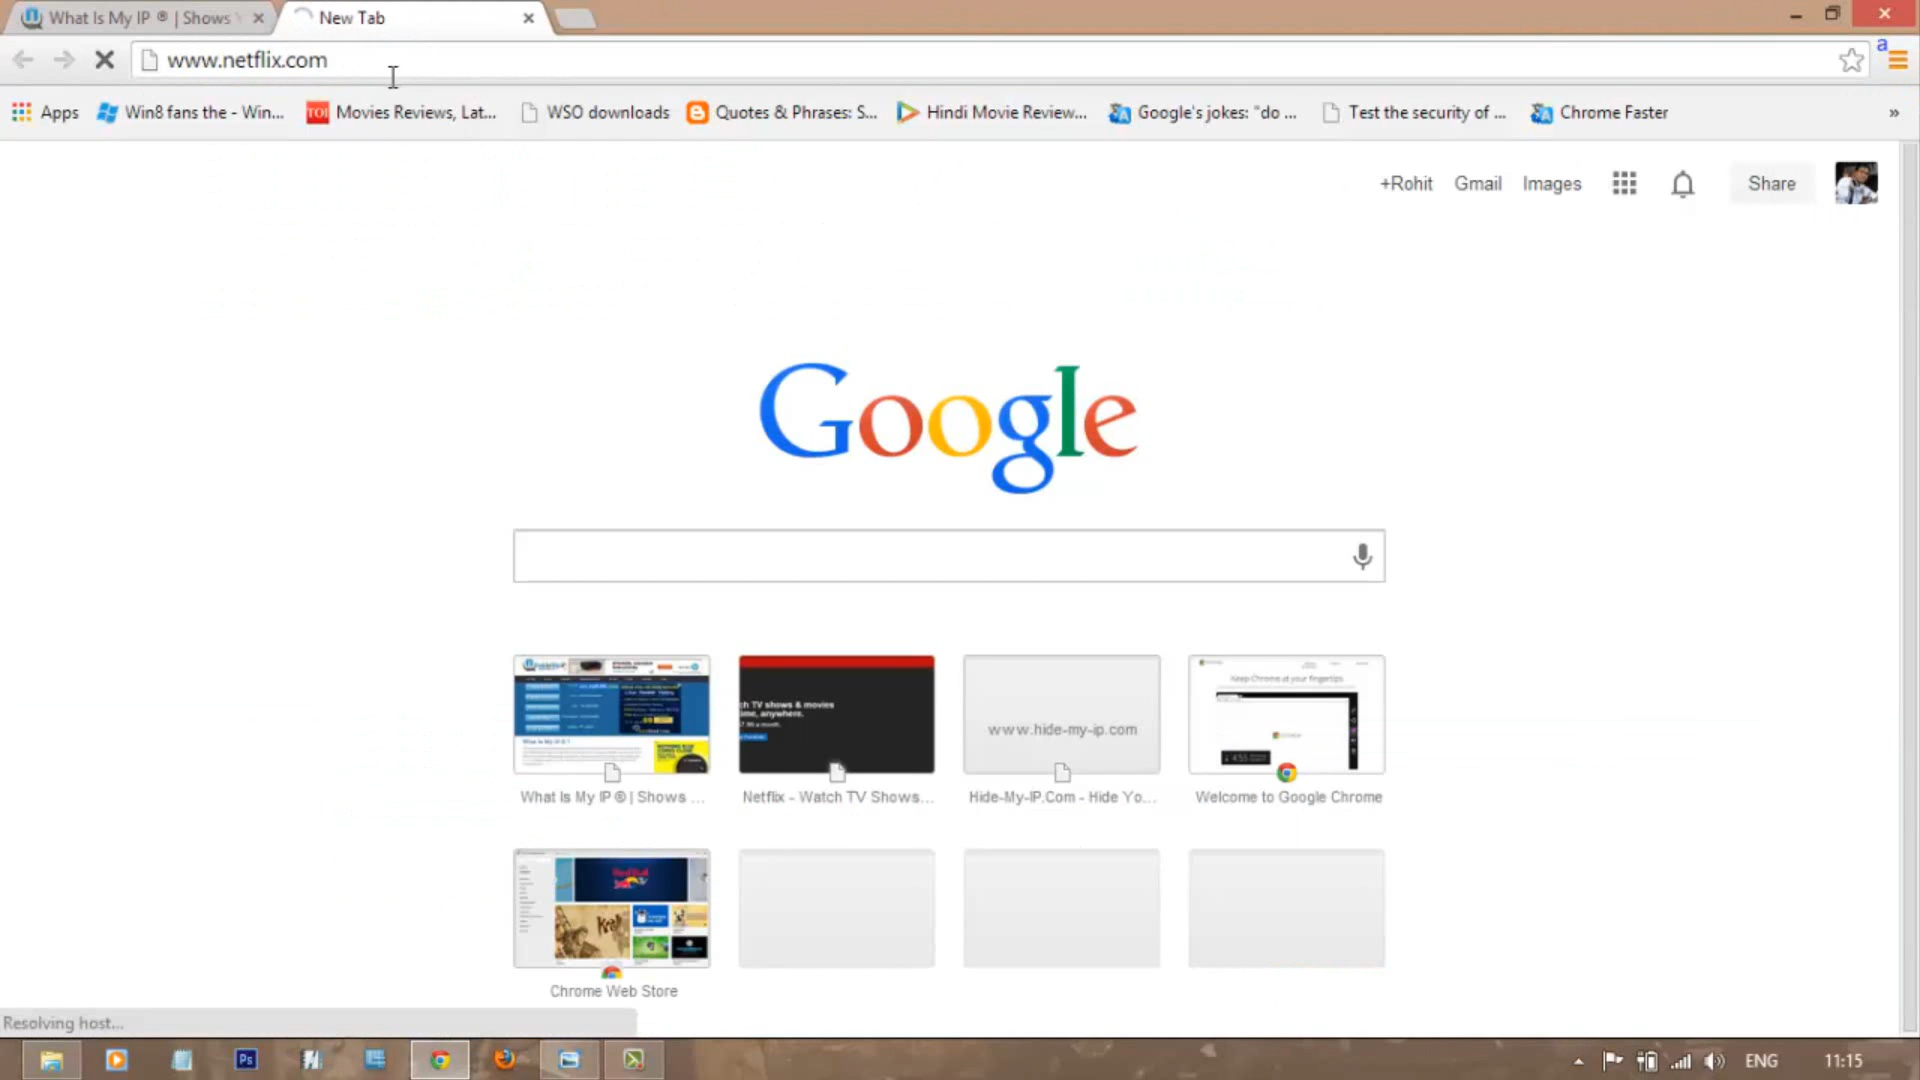 What Is My IP ® | Shows
New Tab
www.netflix.com
a
Apps
Win8 fans the - Win...
TOI
Movies Reviews, Lat...
WSO downloads
Quotes & Phrases: S...
Hindi Movie Review...
Google's jokes: "do ...
Test the security of ...
Chrome Faster
»
+Rohit Gmail Images Share
Google
ch TV shows & movies
ime, anywhere.
www.hide-my-ip.com
Keep Chrome at your fingertips
What Is My IP ® | Shows ...
Netflix - Watch TV Shows...
Hide-My-IP.Com - Hide Yo...
Welcome to Google Chrome
Chrome Web Store
Resolving host...
Ps
ENG
11:15